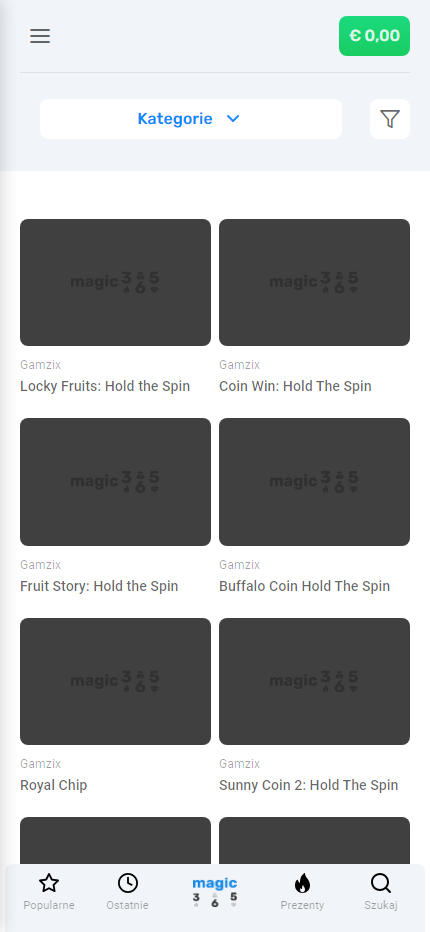 € 0,00
Kategorie
magic 365
magic 365
Gamzix
Gamzix
Locky Fruits: Hold the Spin
Coin Win: Hold The Spin
magic 365
magic 365
Gamzix
Gamzix
Fruit Story: Hold the Spin
Buffalo Coin Hold The Spin
magic 365
magic 365
Gamzix
Gamzix
Royal Chip
Sunny Coin 2: Hold The Spin
magic
365
Popularne
Ostatnie
Prezenty
Szukaj